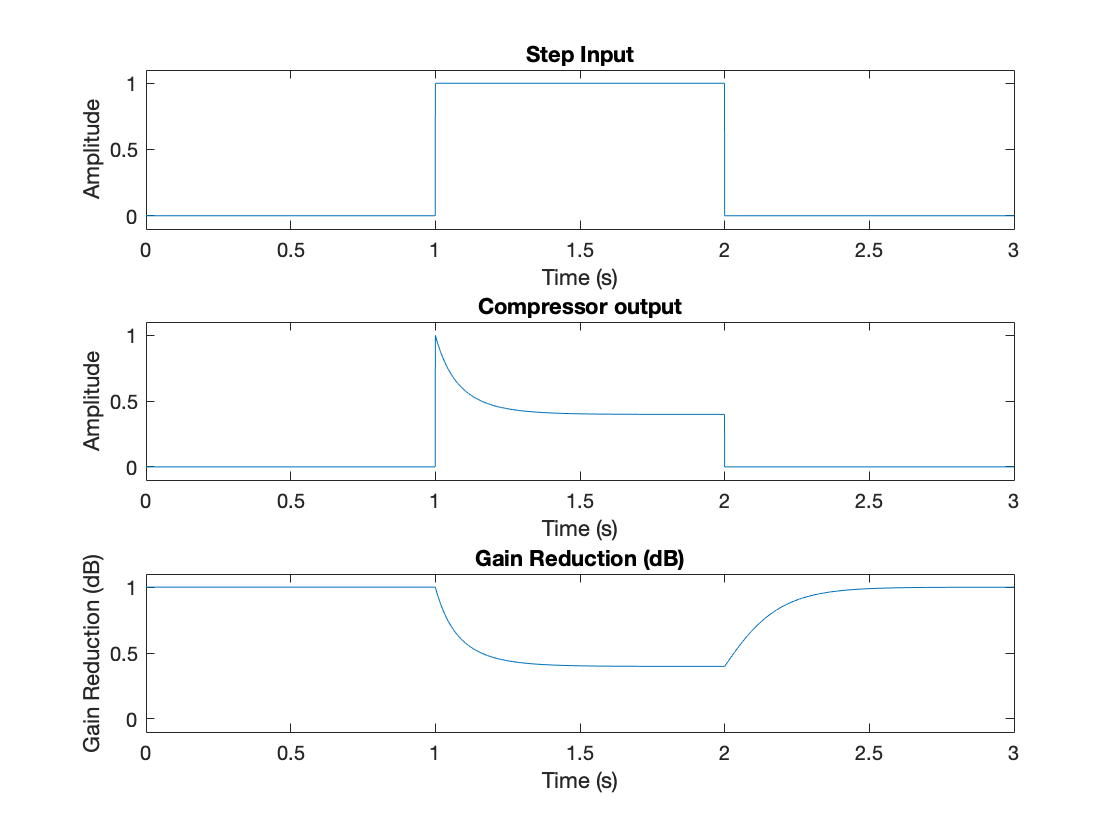 Step Input
Amplitude
1
0.5
0
0 0.5 1 1.5 2 2.5 3
Time (s)
Compressor output
Amplitude
1
0.5
0
0 0.5 1 1.5 2 2.5 3
Time (s)
Gain Reduction (dB)
Gain Reduction (dB)
1
0.5
0
0 0.5 1 1.5 2 2.5 3
Time (s)